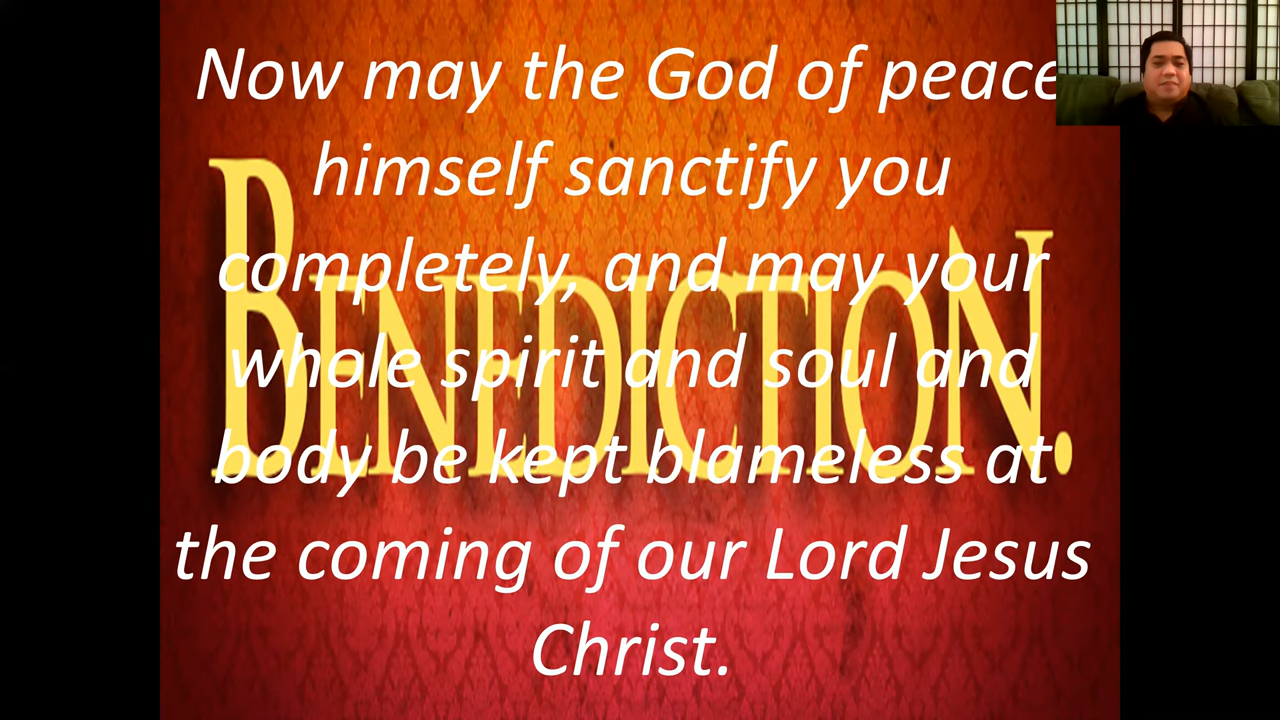 Now may the God of peace
himself sanctify you
completely, and may your
whole spirit and soul and
body be kept blameless at
the coming of our Lord Jesus
Christ.
BENEDICTION.